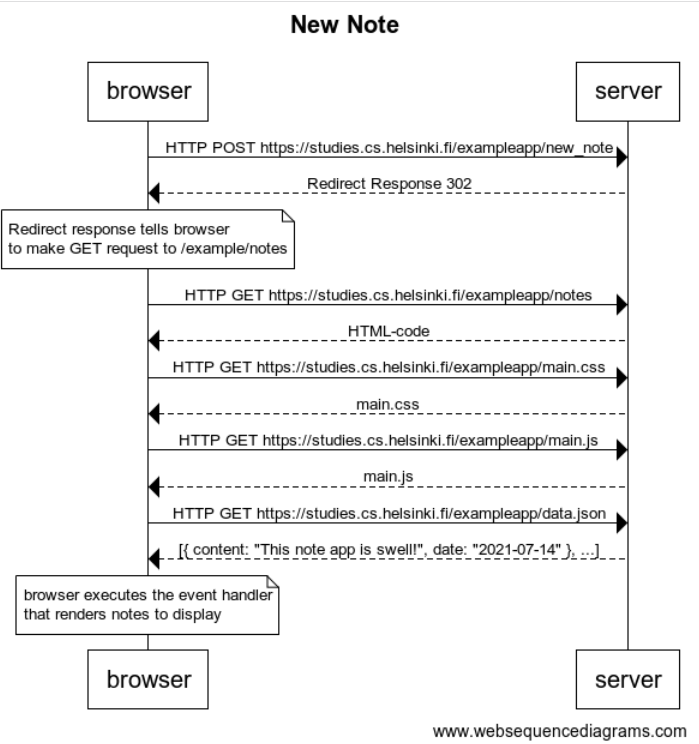 New Note
browser server
HTTP POST https://studies.cs.helsinki.fi/exampleapp/new_note
Redirect Response 302
Redirect response tells browser
to make GET request to /example/notes
HTTP GET https://studies.cs.helsinki.fi/exampleapp/notes
HTML-code
HTTP GET https://studies.cs.helsinki.fi/exampleapp/main.css
main.css
HTTP GET https://studies.cs.helsinki.fi/exampleapp/main.js
main.js
HTTP GET https://studies.cs.helsinki.fi/exampleapp/data.json
[{ content: "This note app is swell!", date: "2021-07-14" }, ...]
browser executes the event handler
that renders notes to display
browser server
www.websequencediagrams.com